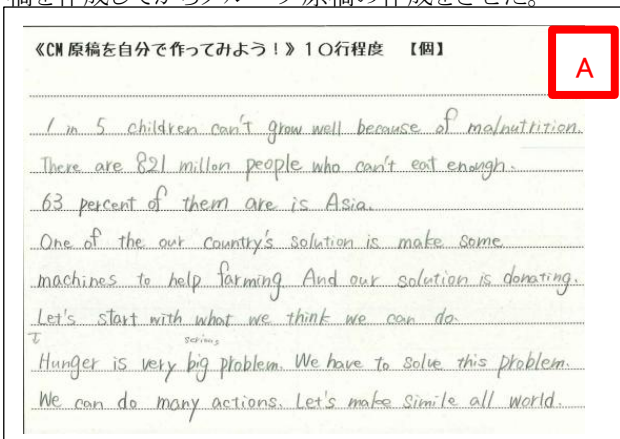 稿を作成してからグループ原稿の作成をさせた。
《CM原稿を自分で作ってみよう！》10行程度　【個】
A
1 in 5 children can't grow well because of malnutrition.
There are 821 millon people who can't eat enough.
63 percent of them are is Asia.
One of the our country's solution is make some
machines to help farming. And our solution is donating.
Let's start with what we think we can do.
serious
Hunger is very big problem. We have to solve this problem.
We can do many actions. Let's make Simile all world.